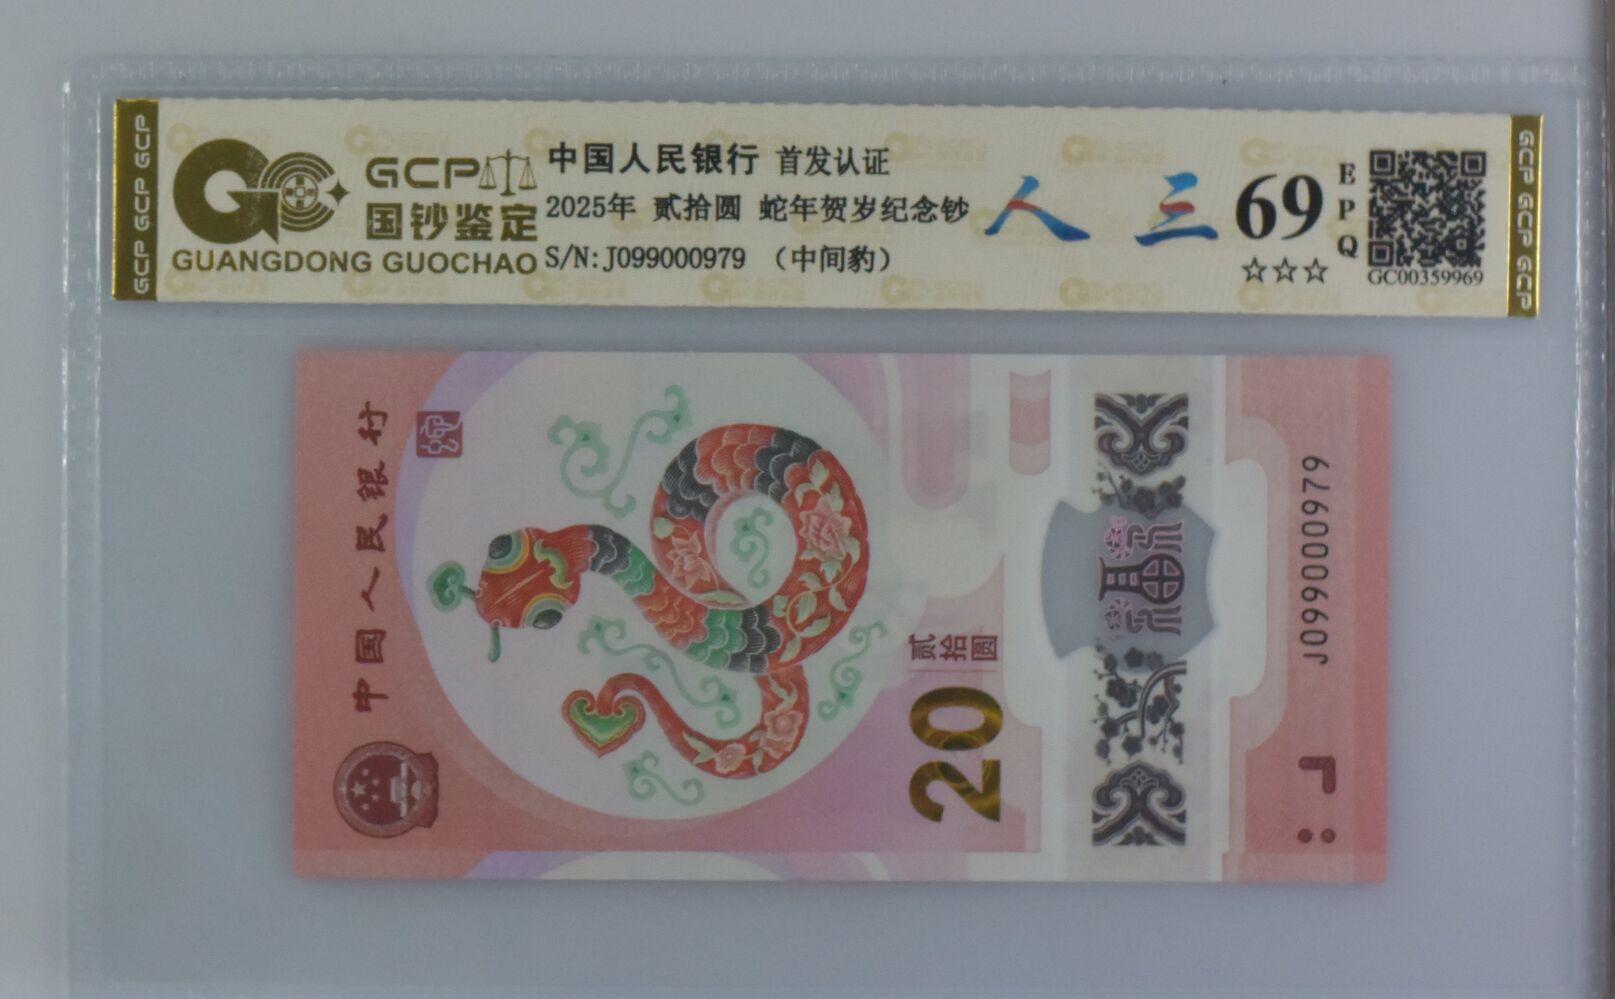 GCP
国钞鉴定
GUANGDONG GUOCHAO
中国人民银行 首发认证
2025年 贰拾圆 蛇年贺岁纪念钞
S/N:J099000979 （中间豹）
人 三
69
EPQ
☆☆☆
GC00359969
GCP GCP GCP
GCP GCP GCP
中国人民银行
贰拾圆
20
福
J099000979